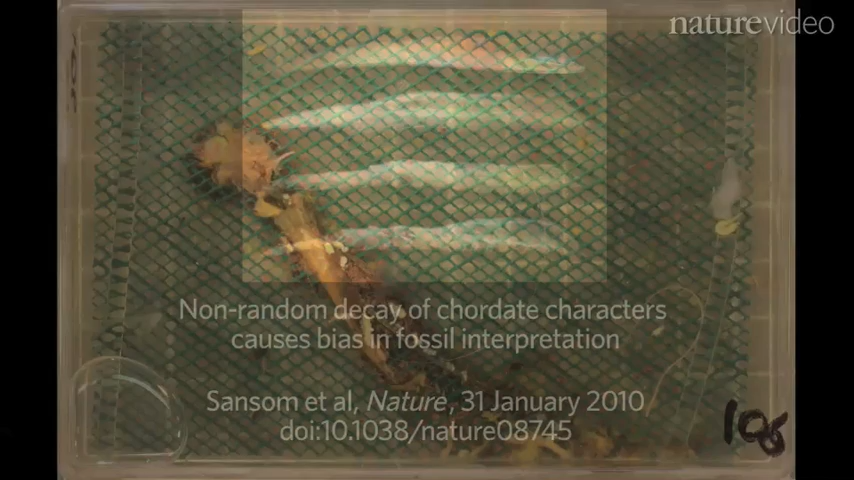 naturevideo
Non-random decay of chordate characters
causes bias in fossil interpretation
Sansom et al, Nature, 31 January 2010
doi:10.1038/nature08745
108